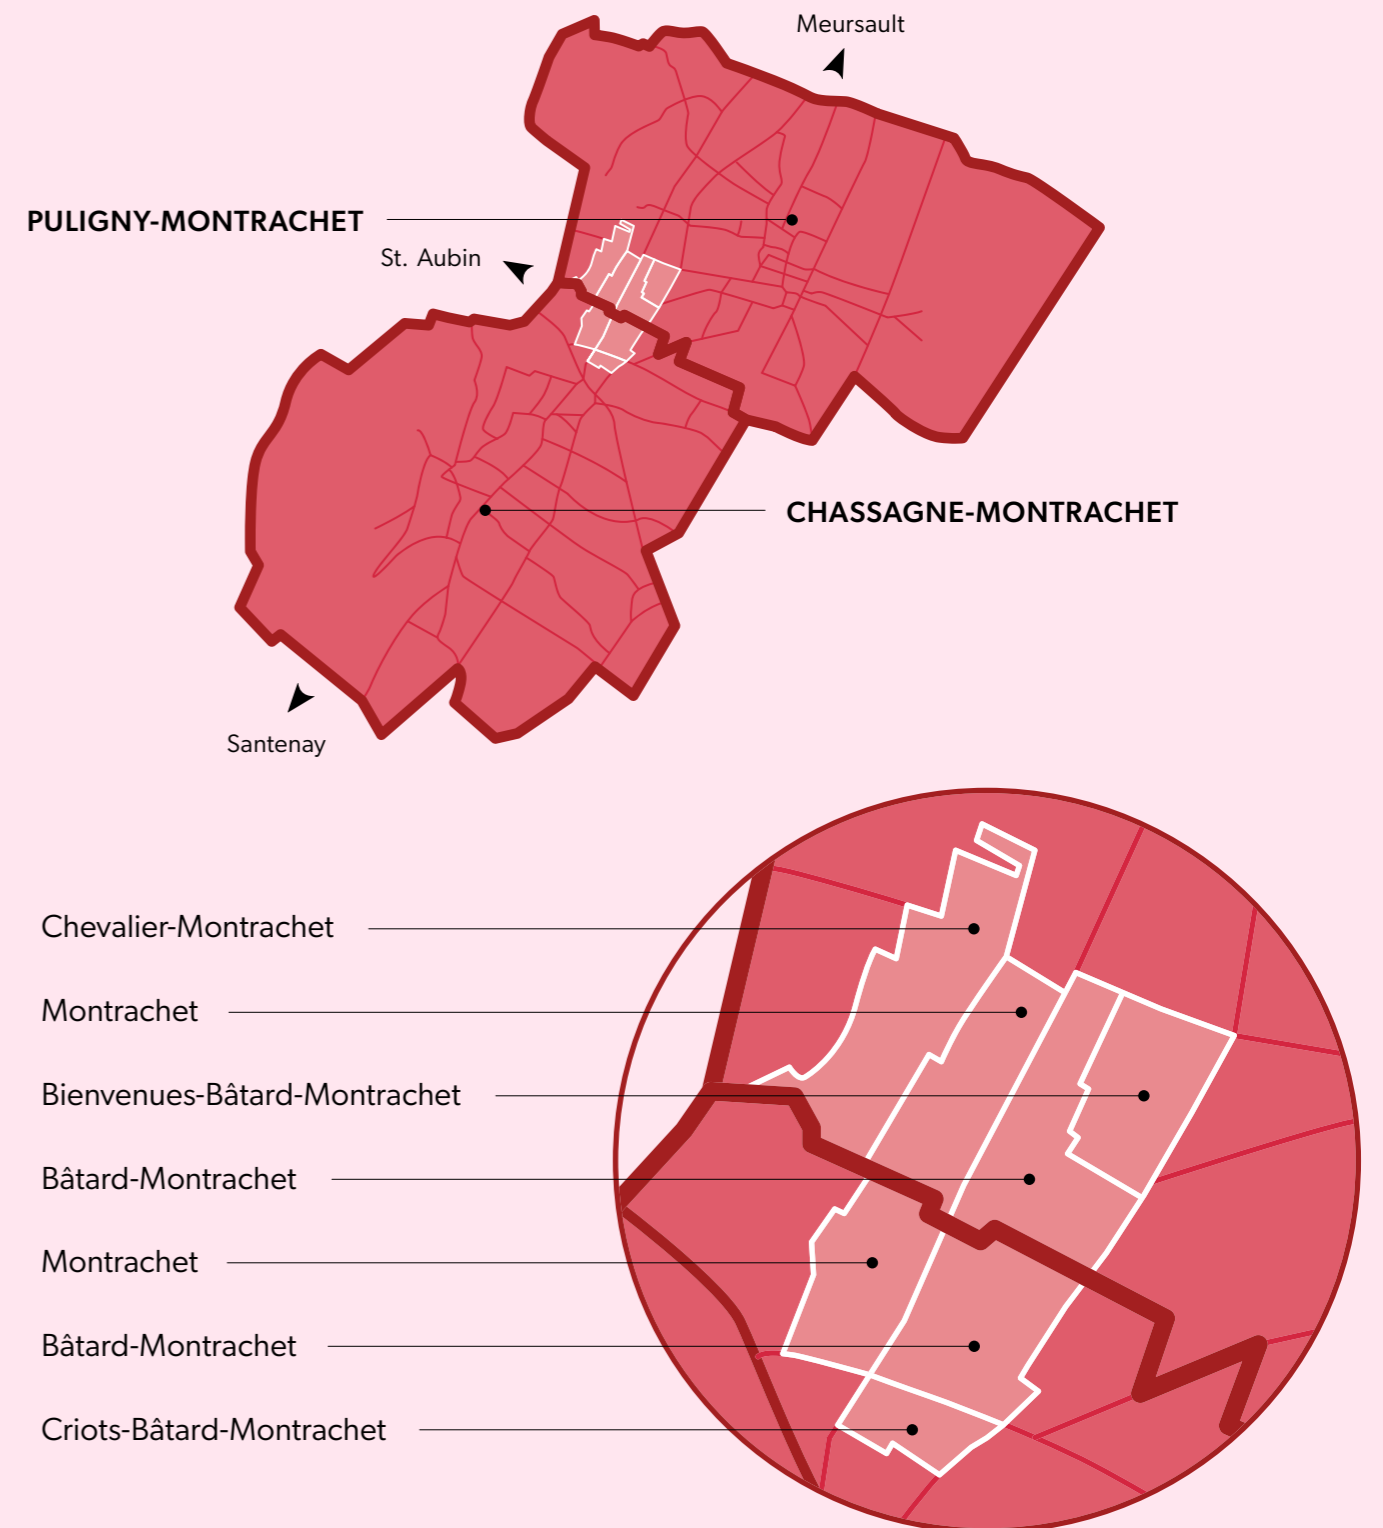 Meursault
PULIGNY-MONTRACHET
St. Aubin
CHASSAGNE-MONTRACHET
Santenay
Chevalier-Montrachet
Montrachet
Bienvenues-Bâtard-Montrachet
Bâtard-Montrachet
Montrachet
Bâtard-Montrachet
Criots-Bâtard-Montrachet